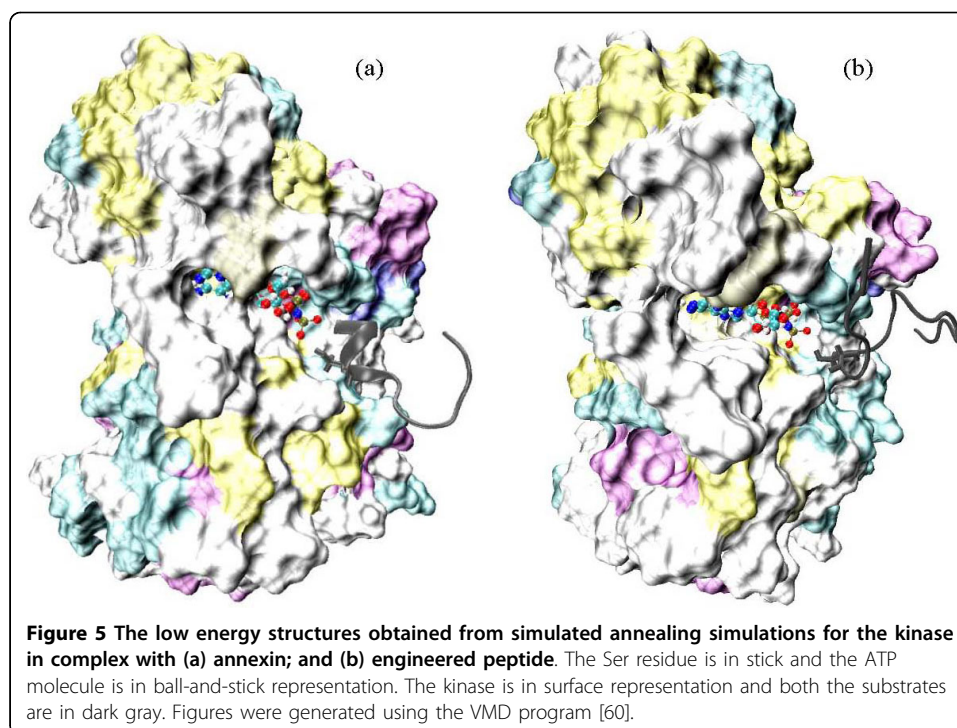 (a)
(b)
Figure 5 The low energy structures obtained from simulated annealing simulations for the kinase
in complex with (a) annexin; and (b) engineered peptide. The Ser residue is in stick and the ATP
molecule is in ball-and-stick representation. The kinase is in surface representation and both the substrates
are in dark gray. Figures were generated using the VMD program [60].